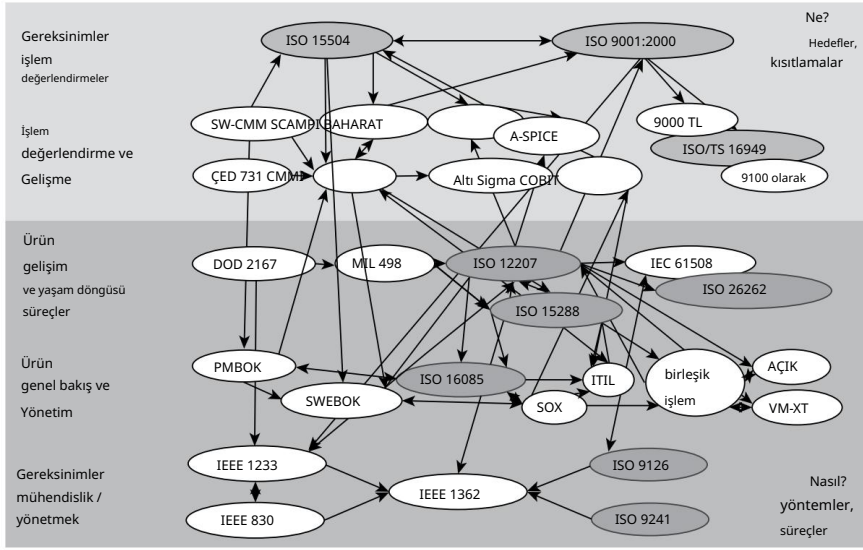 Gereksinimler
işlem
değerlendirmeler
ISO 15504
ISO 9001:2000
Ne?
Hedefler,
kısıtlamalar
İşlem
değerlendirme ve
Gelişme
SW-CMM SCAMPI BAHARAT
A-SPICE
9000 TL
ISO/TS 16949
ÇED 731 CMMI
Altı Sigma COBIT
9100 olarak
Ürün
gelişim
ve yaşam döngüsü
süreçler
DOD 2167
MIL 498
ISO 12207
IEC 61508
ISO 26262
ISO 15288
Ürün
genel bakış ve
Yönetim
PMBOK
ISO 16085
ITIL
birleşik
işlem
AÇIK
SWEBOK
SOX
VM-XT
Gereksinimler
mühendislik /
yönetmek
IEEE 1233
ISO 9126
IEEE 1362
IEEE 830
ISO 9241
Nasıl?
yöntemler,
süreçler